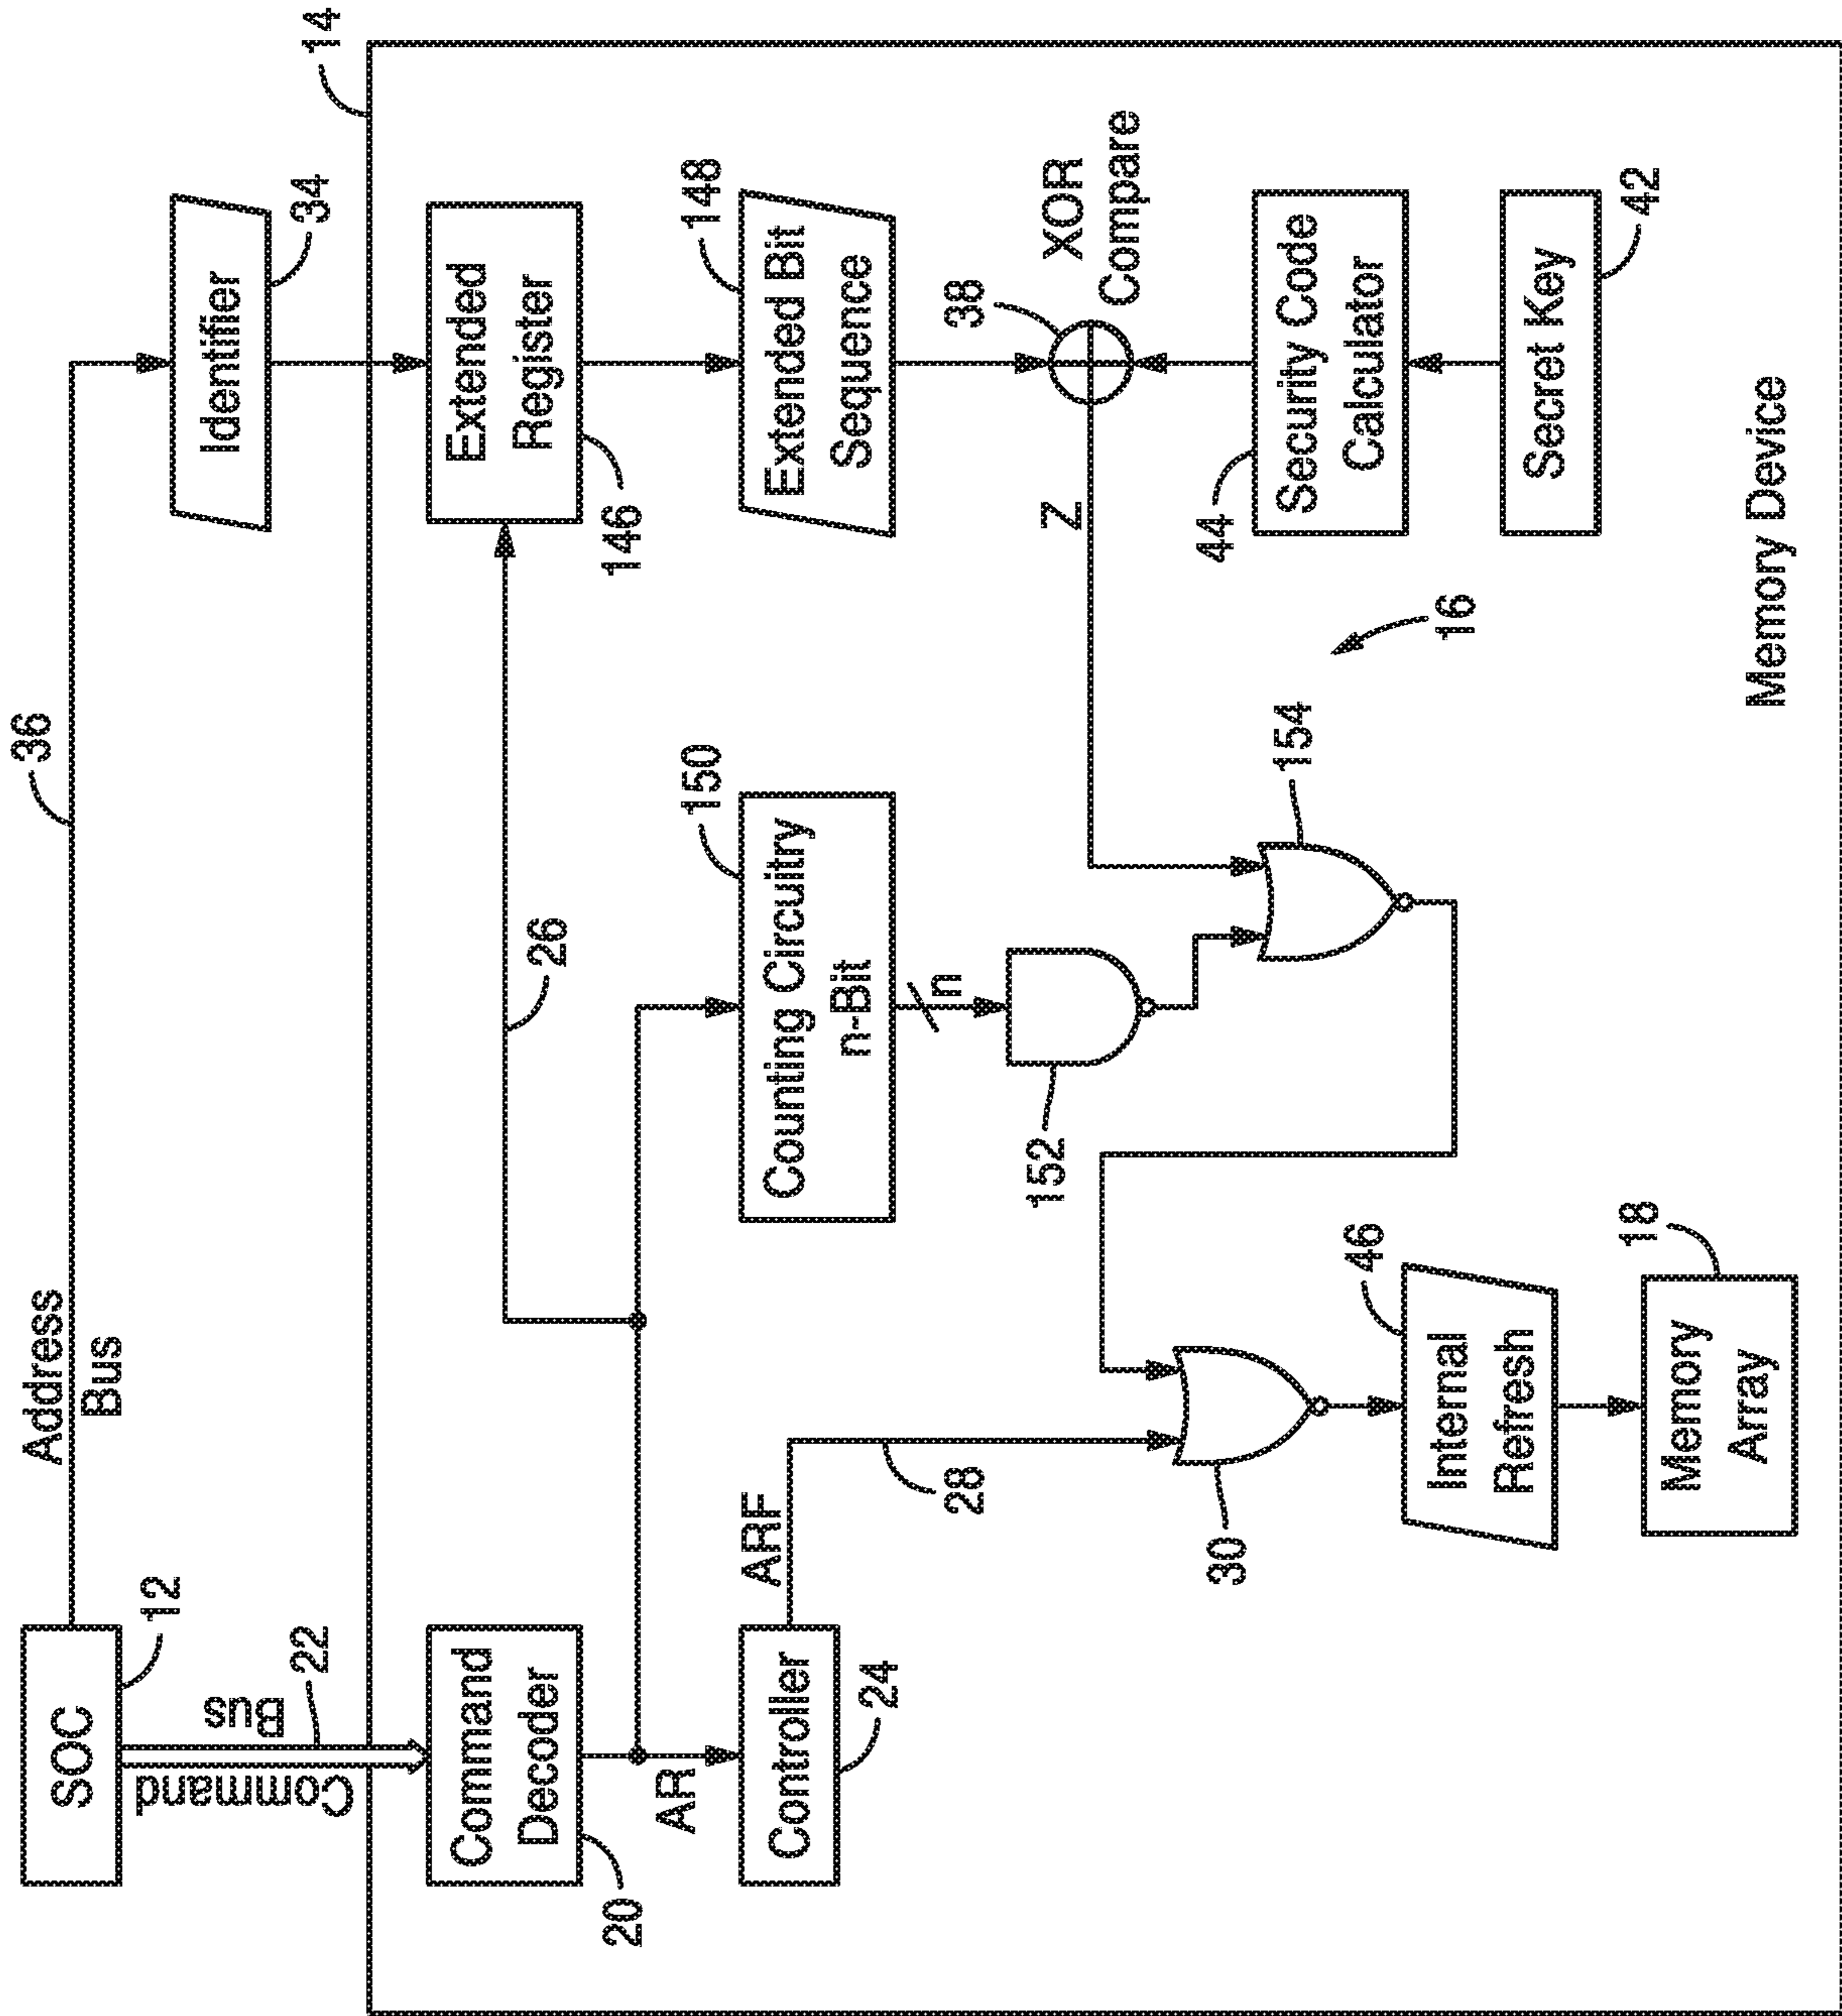 SOC
12
Address
Bus
36
Command
Bus
22
Identifier
34
14
Command
Decoder
20
AR
Controller
24
26
Extended
Register
146
Counting Circuitry
n-Bit
150
n
152
Extended Bit
Sequence
148
38
XOR
Compare
Z
154
16
Security Code
Calculator
44
Secret Key
42
ARF
28
30
Internal
Refresh
46
Memory
Array
18
Memory Device